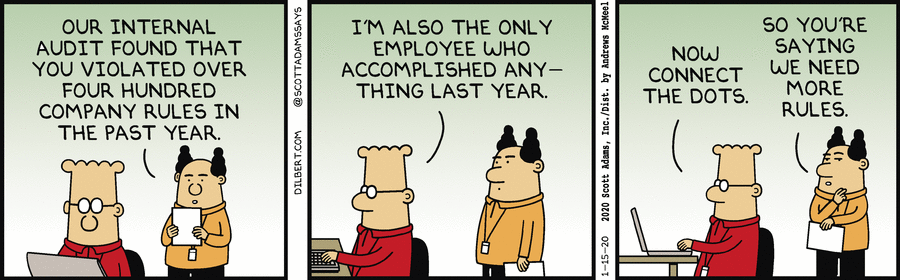 OUR INTERNAL
AUDIT FOUND THAT
YOU VIOLATED OVER
FOUR HUNDRED
COMPANY RULES IN
THE PAST YEAR.
DILBERT.COM
@SCOTTADAMSSAYS
I'M ALSO THE ONLY
EMPLOYEE WHO
ACCOMPLISHED ANY–
THING LAST YEAR.
1-15-20 2020 Scott Adams, Inc./Dist. by Andrews McMeel
NOW
CONNECT
THE DOTS.
SO YOU'RE
SAYING
WE NEED
MORE
RULES.